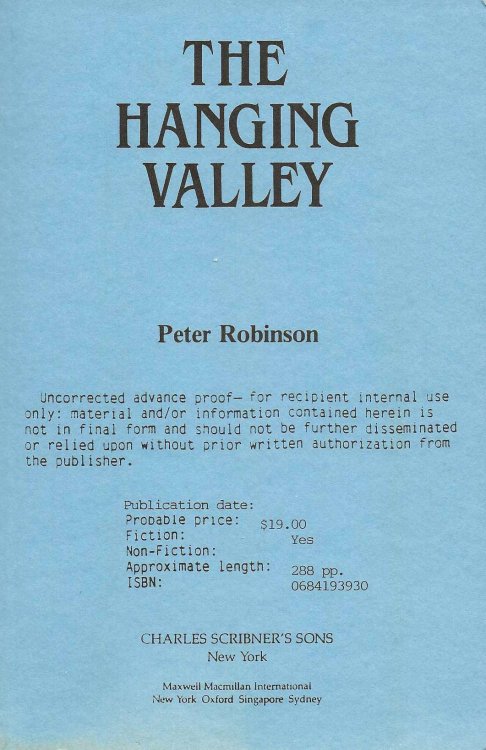 THE
HANGING
VALLEY
Peter Robinson
Uncorrected advance proof— for recipient internal use
only: material and/or information contained herein is
not in final form and should not be further disseminated
or relied upon without prior written authorization from
the publisher.
Publication date:
Probable price: $19.00
Fiction: Yes
Non-Fiction:
Approximate length: 288 pp.
ISBN: 0684193930
CHARLES SCRIBNER'S SONS
New York
Maxwell Macmillan International
New York Oxford Singapore Sydney